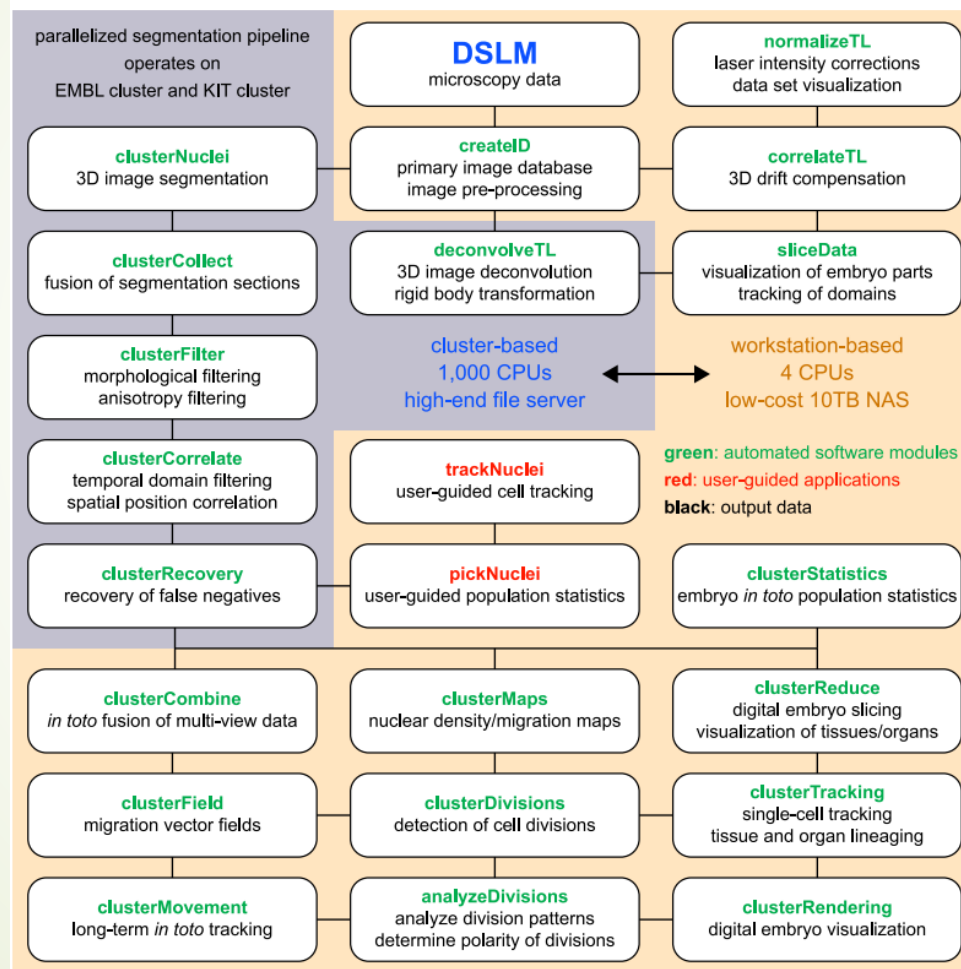 parallelized segmentation pipeline
operates on
EMBL cluster and KIT cluster
DSLM
microscopy data
normalizeTL
laser intensity corrections
data set visualization
clusterNuclei
3D image segmentation
createID
primary image database
image pre-processing
correlateTL
3D drift compensation
clusterCollect
fusion of segmentation sections
deconvolveTL
3D image deconvolution
rigid body transformation
sliceData
visualization of embryo parts
tracking of domains
clusterFilter
morphological filtering
anisotropy filtering
cluster-based
1,000 CPUs
high-end file server
workstation-based
4 CPUs
low-cost 10TB NAS
clusterCorrelate
temporal domain filtering
spatial position correlation
trackNuclei
user-guided cell tracking
green: automated software modules
red: user-guided applications
black: output data
clusterRecovery
recovery of false negatives
pickNuclei
user-guided population statistics
clusterStatistics
embryo in toto population statistics
clusterCombine
in toto fusion of multi-view data
clusterMaps
nuclear density/migration maps
clusterReduce
digital embryo slicing
visualization of tissues/organs
clusterField
migration vector fields
clusterDivisions
detection of cell divisions
clusterTracking
single-cell tracking
tissue and organ lineaging
clusterMovement
long-term in toto tracking
analyzeDivisions
analyze division patterns
determine polarity of divisions
clusterRendering
digital embryo visualization